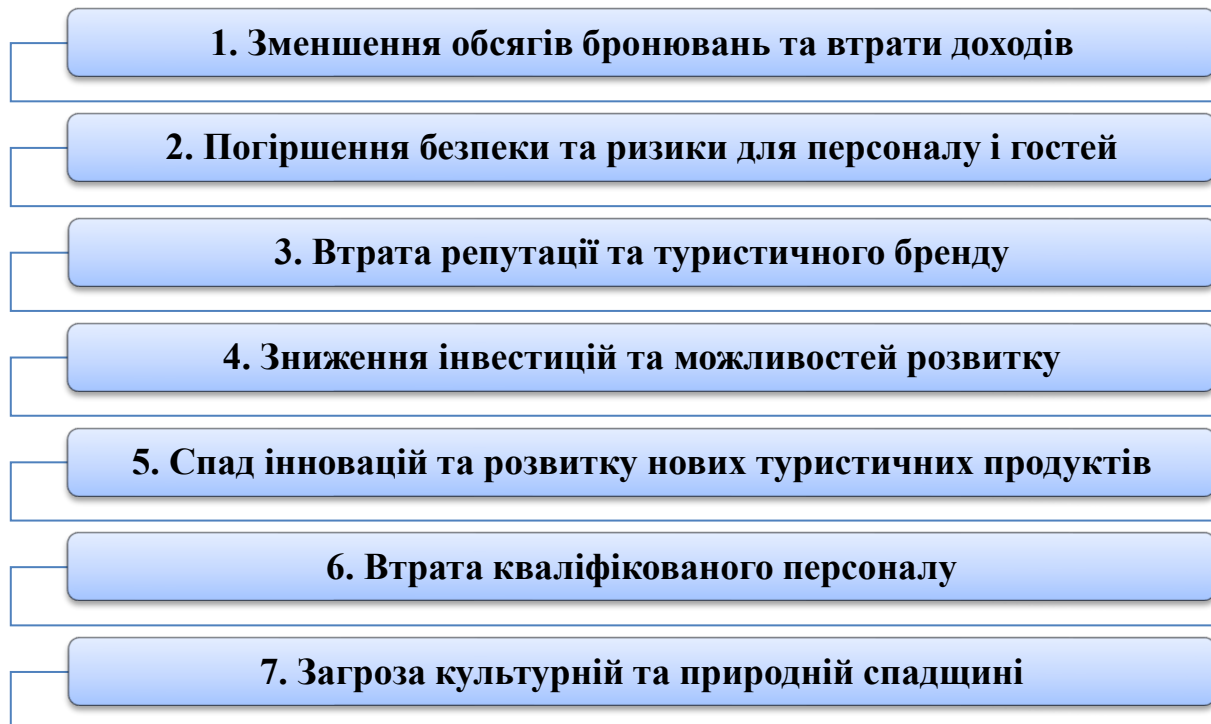 1. Зменшення обсягів бронювань та втрати доходів
2. Погіршення безпеки та ризики для персоналу і гостей
3. Втрата репутації та туристичного бренду
4. Зниження інвестицій та можливостей розвитку
5. Спад інновацій та розвитку нових туристичних продуктів
6. Втрата кваліфікованого персоналу
7. Загроза культурній та природній спадщині